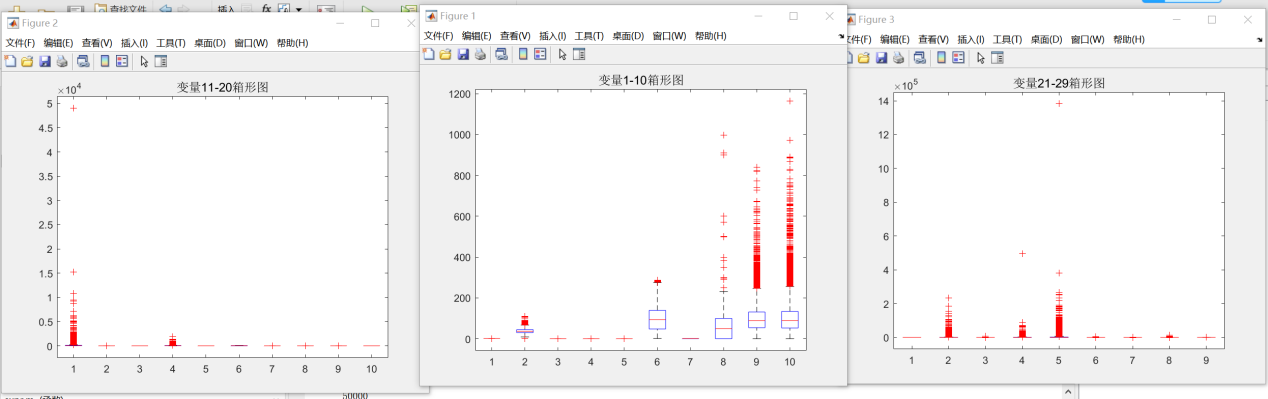 查找文件
插入
fx
Figure 2
文件(F) 编辑(E) 查看(V) 插入(I) 工具(T) 桌面(D) 窗口(W) 帮助(H)
变量11-20箱形图
×10^4
5
4.5
4
3.5
3
2.5
2
1.5
1
0.5
0
1 2 3 4 5 6 7 8 9 10
Figure 1
文件(F) 编辑(E) 查看(V) 插入(I) 工具(T) 桌面(D) 窗口(W) 帮助(H)
变量1-10箱形图
1200
1000
800
600
400
200
0
1 2 3 4 5 6 7 8 9 10
Figure 3
文件(F) 编辑(E) 查看(V) 插入(I) 工具(T) 桌面(D) 窗口(W) 帮助(H)
变量21-29箱形图
×10^5
14
12
10
8
6
4
2
0
1 2 3 4 5 6 7 8 9
50000